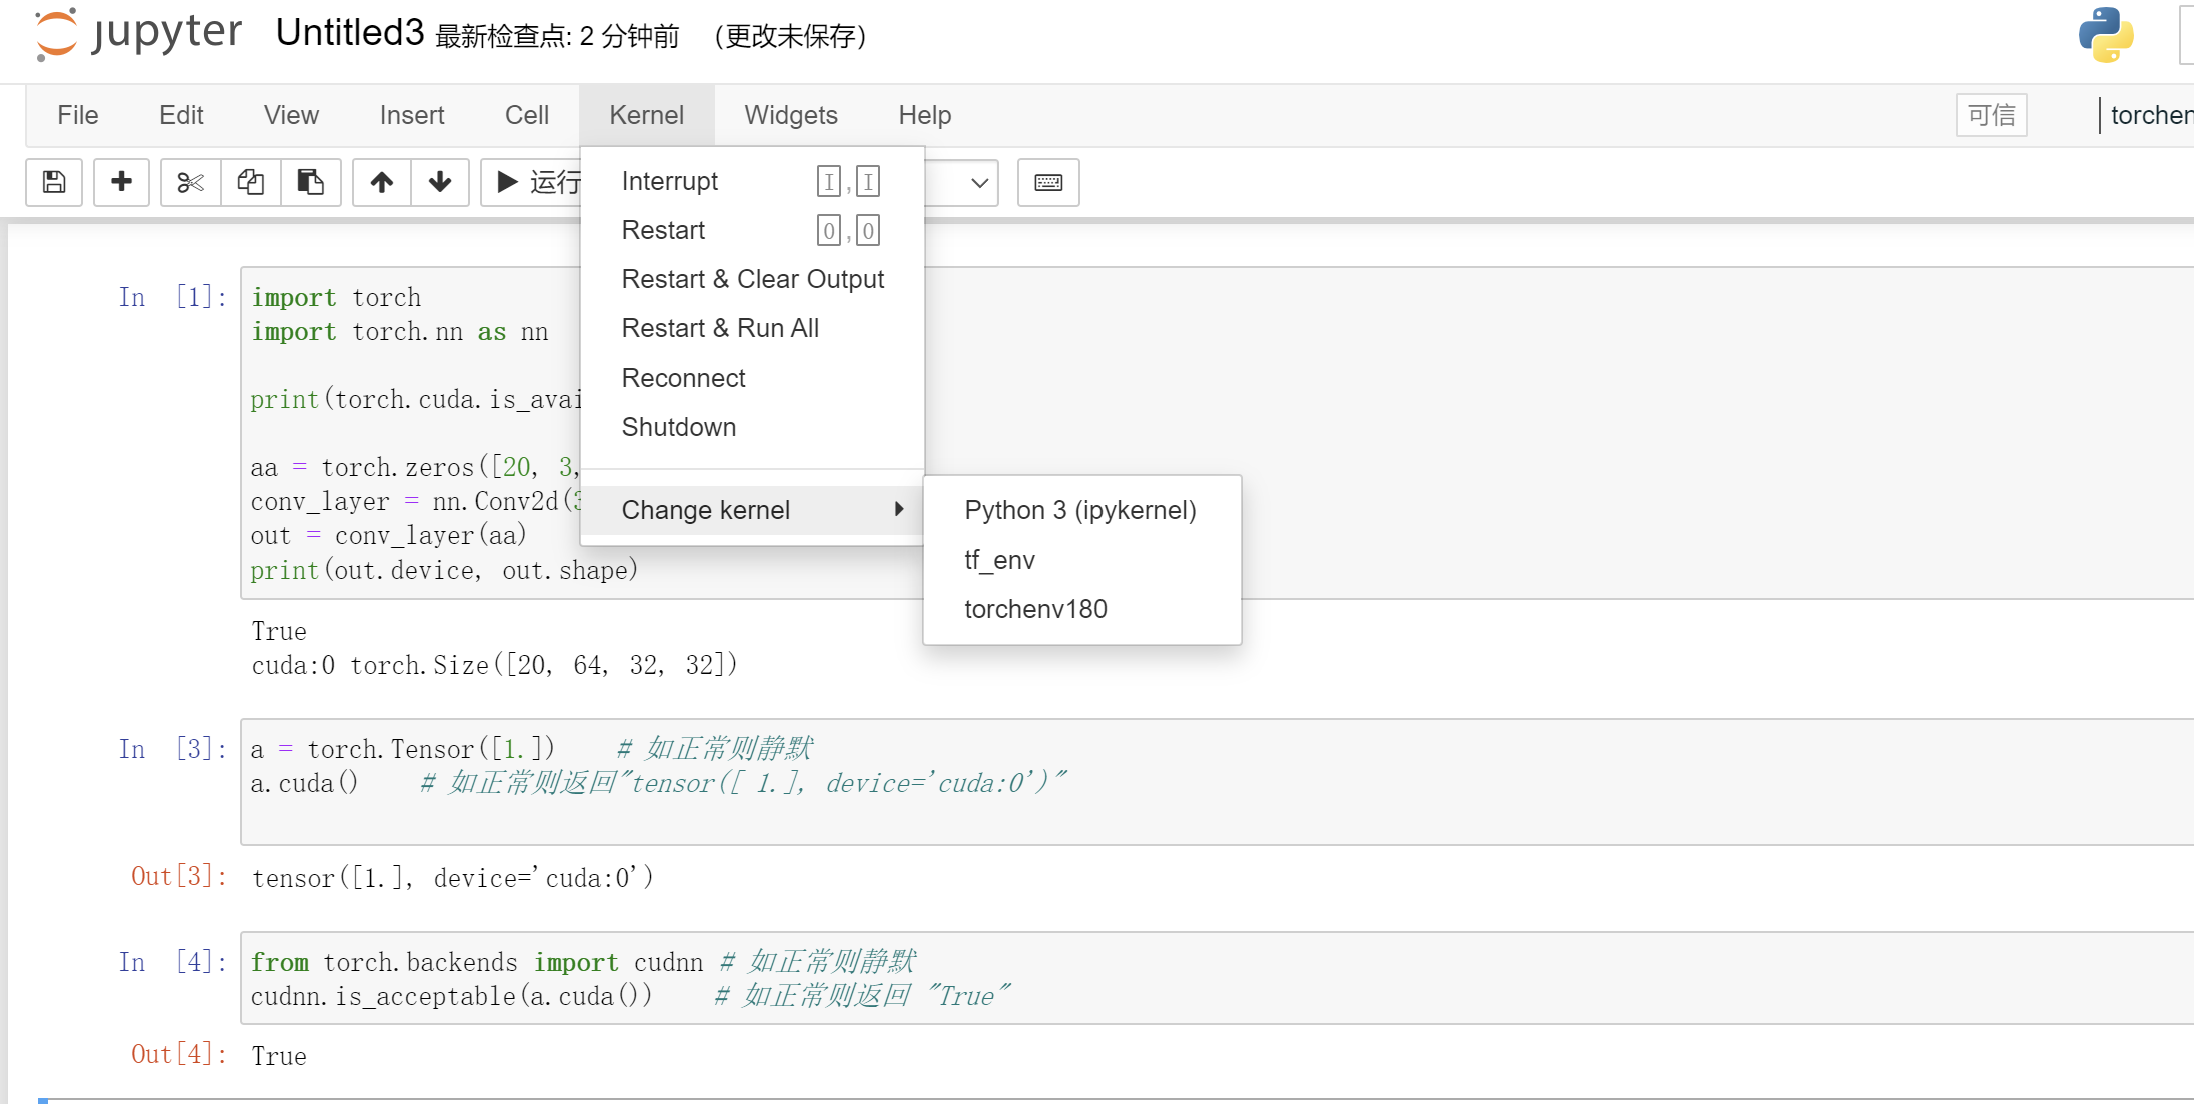 jupyter Untitled3 最新检查点: 2 分钟前 (更改未保存)
File Edit View Insert Cell Kernel Widgets Help 可信
运行
Interrupt I,I
Restart 0,0
Restart & Clear Output
Restart & Run All
Reconnect
Shutdown
Change kernel
Python 3 (ipykernel)
tf_env
torchenv180
In [1]:
import torch
import torch.nn as nn
print(torch.cuda.is_avai
aa = torch.zeros([20, 3,
conv_layer = nn.Conv2d(3
out = conv_layer(aa)
print(out.device, out.shape)
True
cuda:0 torch.Size([20, 64, 32, 32])
In [3]:
a = torch.Tensor([1.]) # 如正常则静默
a.cuda() # 如正常则返回"tensor([ 1.], device='cuda:0')"
Out[3]: tensor([1.], device='cuda:0')
In [4]:
from torch.backends import cudnn # 如正常则静默
cudnn.is_acceptable(a.cuda()) # 如正常则返回 "True"
Out[4]: True